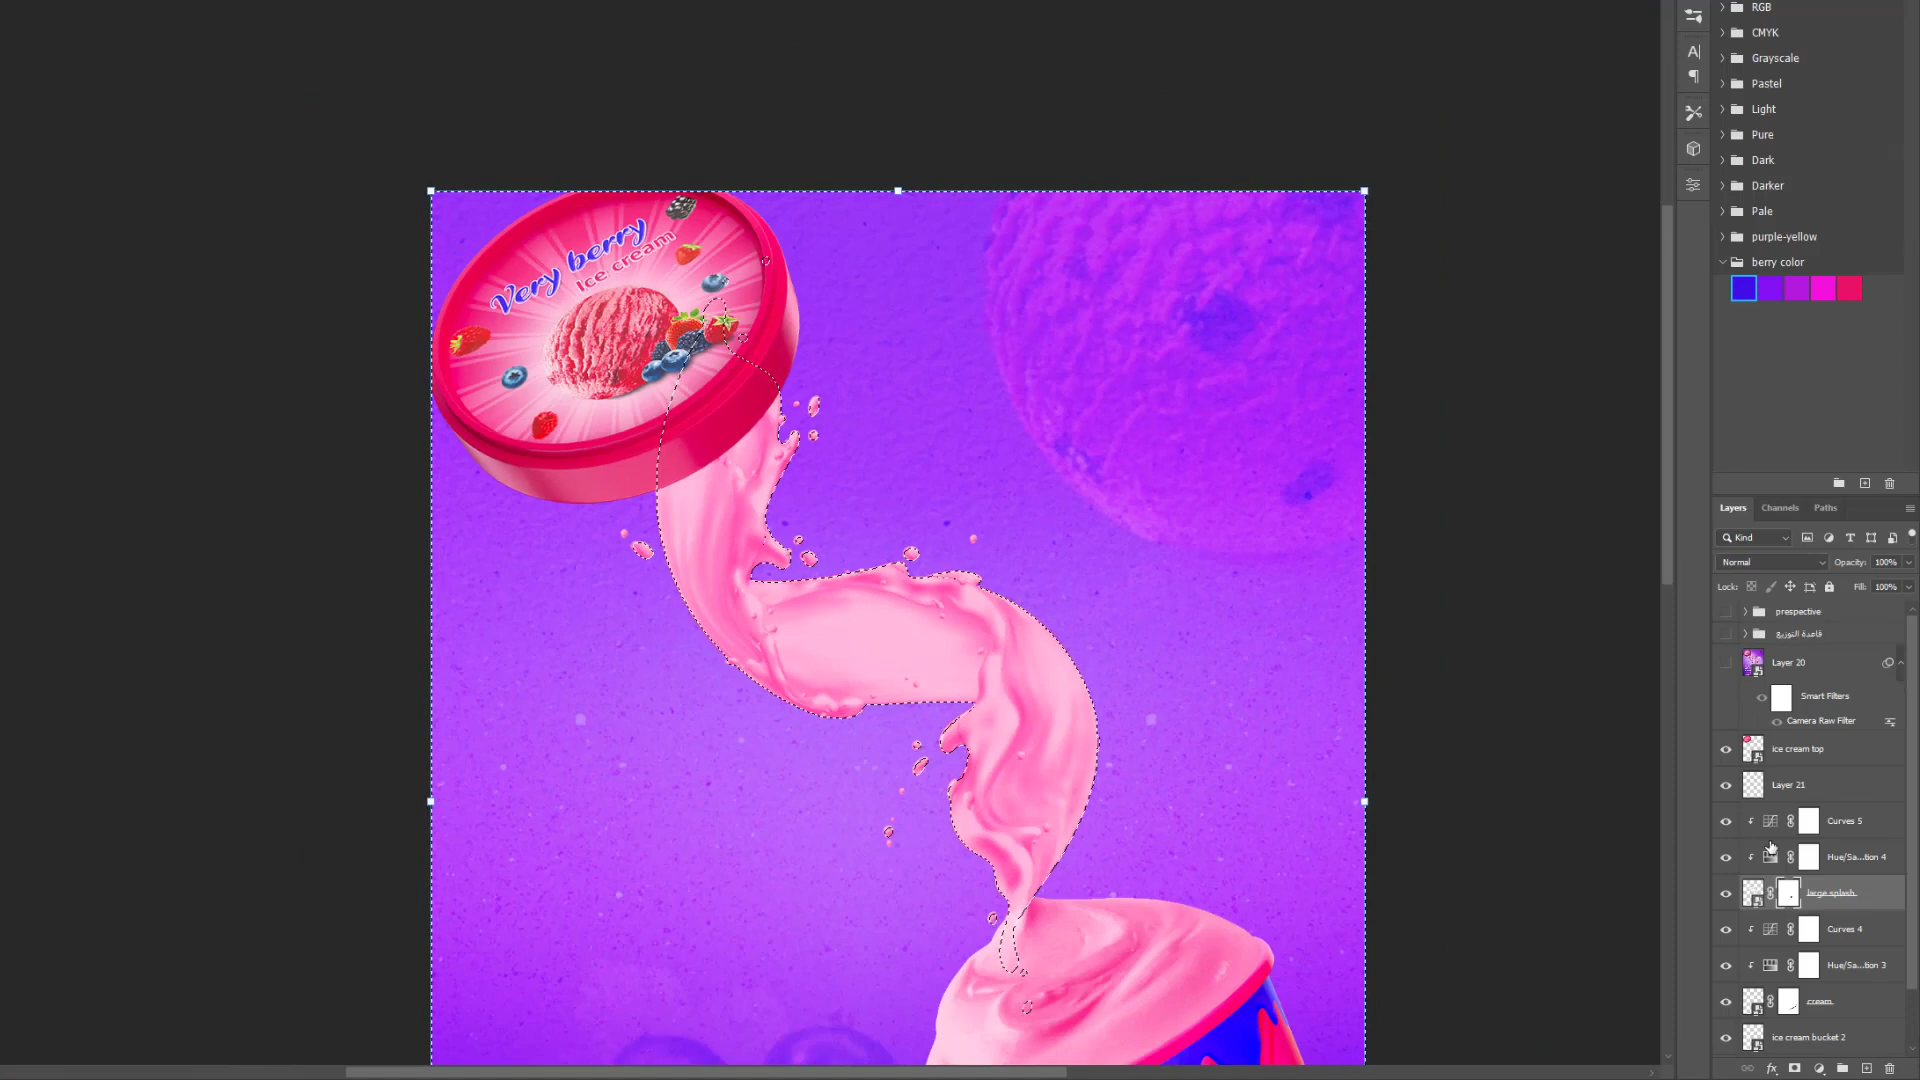 RGB
CMYK
Grayscale
Pastel
Light
Pure
Dark
Darker
Pale
purple-yellow
berry color
Very berry
Ice cream
Layers Channels Paths
Kind
Normal Opacity: 100%
Lock: Fill: 100%
prespective
قاعدة التوزيع
Layer 20
Smart Filters
Camera Raw Filter
ice cream top
Layer 21
Curves 5
Hue/Sa...tion 4
large splash
Curves 4
Hue/Sa...tion 3
cream
ice cream bucket 2
fx